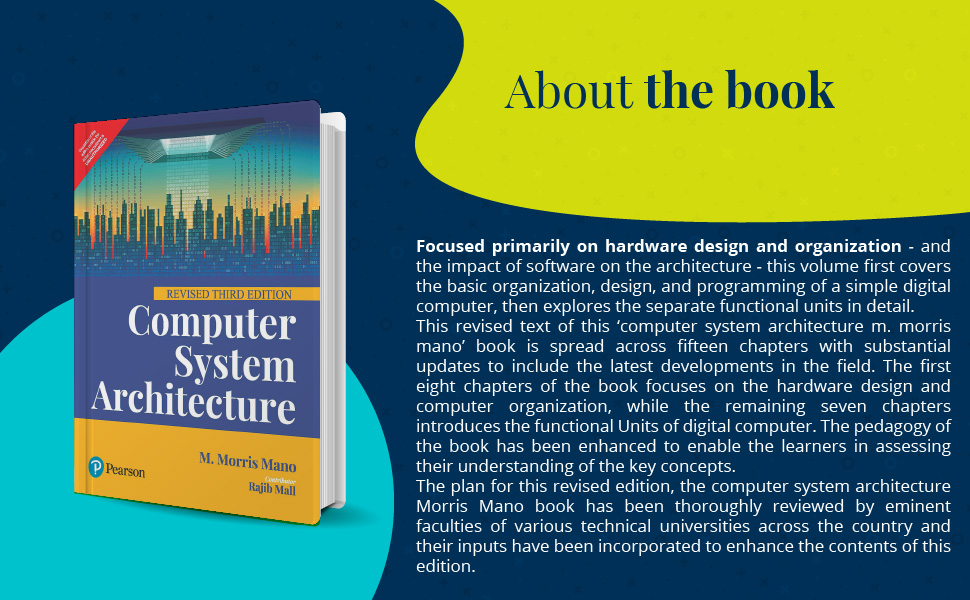 About the book
REVISED THIRD EDITION
Computer
System
Architecture
M. Morris Mano
Contributor
Rajib Mall
Pearson
Focused primarily on hardware design and organization - and
the impact of software on the architecture - this volume first covers
the basic organization, design, and programming of a simple digital
computer, then explores the separate functional units in detail.
This revised text of this ‘computer system architecture m. morris
mano’ book is spread across fifteen chapters with substantial
updates to include the latest developments in the field. The first
eight chapters of the book focuses on the hardware design and
computer organization, while the remaining seven chapters
introduces the functional Units of digital computer. The pedagogy of
the book has been enhanced to enable the learners in assessing
their understanding of the key concepts.
The plan for this revised edition, the computer system architecture
Morris Mano book has been thoroughly reviewed by eminent
faculties of various technical universities across the country and
their inputs have been incorporated to enhance the contents of this
edition.